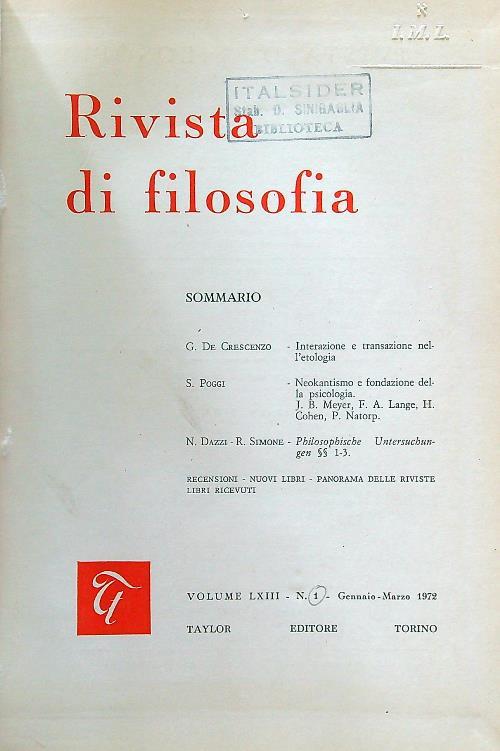 I. M. L.
ITALSIDER
Stab. O. SINIGAGLIA
BIBLIOTECA
Rivista
di filosofia
SOMMARIO
G. DE CRESCENZO - Interazione e transazione nel-
l'etologia
S. POGGI - Neokantismo e fondazione del-
la psicologia.
J. B. Meyer, F. A. Lange, H.
Cohen, P. Natorp.
N. DAZZI - R. SIMONE - Philosophische Untersuchun-
gen §§ 1-3.
RECENSIONI - NUOVI LIBRI - PANORAMA DELLE RIVISTE
LIBRI RICEVUTI
VOLUME LXIII - N. 1 - Gennaio-Marzo 1972
TAYLOR EDITORE TORINO